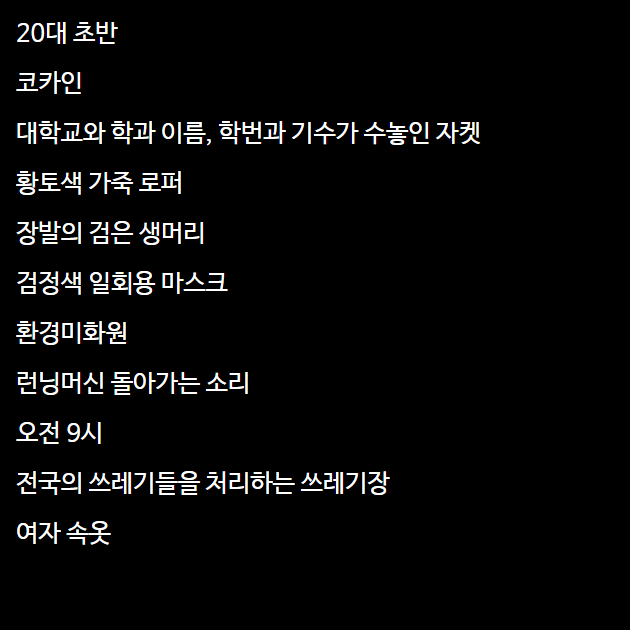 20대 초반
코카인
대학교와 학과 이름, 학번과 기수가 수놓인 자켓
황토색 가죽 로퍼
장발의 검은 생머리
검정색 일회용 마스크
환경미화원
런닝머신 돌아가는 소리
오전 9시
전국의 쓰레기들을 처리하는 쓰레기장
여자 속옷